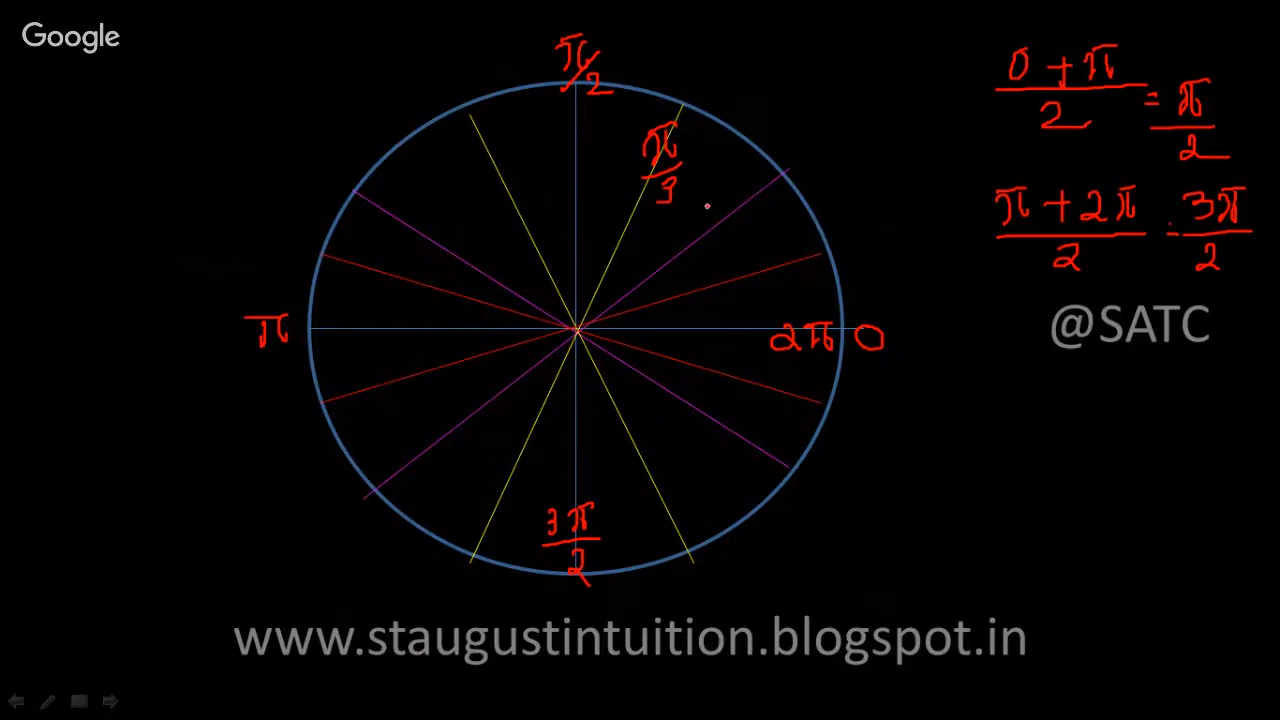 Google
π/2
π/3
π
2π 0
3π/2
(0 + π)/2 = π/2
(π + 2π)/2 = 3π/2
@SATC
www.staugustintuition.blogspot.in